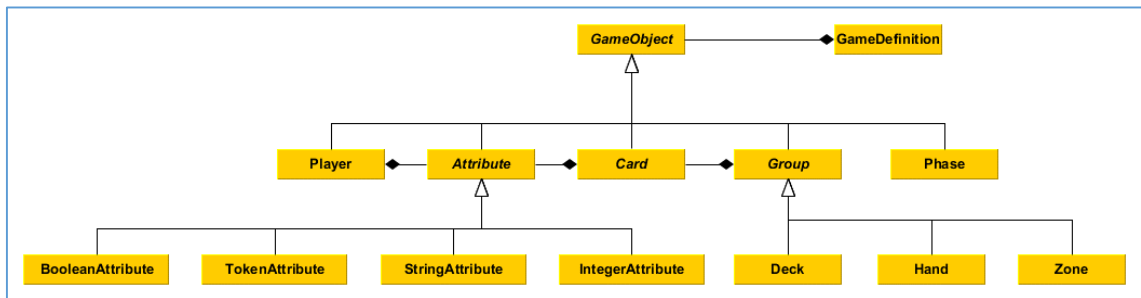 GameObject
GameDefinition
Player
Attribute
Card
Group
Phase
BooleanAttribute
TokenAttribute
StringAttribute
IntegerAttribute
Deck
Hand
Zone